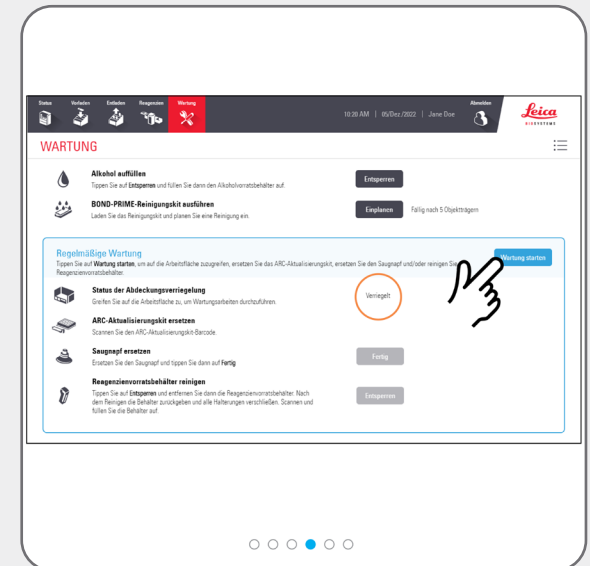 Status Vorladen Entladen Reagenzien Wartung
10:20 AM | 05/Dez/2022 | Jane Doe
Abmelden
Leica
BIOSYSTEMS
WARTUNG
Alkohol auffüllen
Tippen Sie auf Entsperren und füllen Sie dann den Alkoholvorratsbehälter auf.
Entsperren
BOND-PRIME-Reinigungskit ausführen
Laden Sie das Reinigungskit und planen Sie eine Reinigung ein.
Einplanen
Fällig nach 5 Objektträgern
Regelmäßige Wartung
Tippen Sie auf Wartung starten, um auf die Arbeitsfläche zuzugreifen, ersetzen Sie das ARC-Aktualisierungskit, ersetzen Sie den Saugnapf und/oder reinigen Sie
Reagenzienvorratsbehälter.
Wartung starten
Status der Abdeckungsverriegelung
Greifen Sie auf die Arbeitsfläche zu, um Wartungsarbeiten durchzuführen.
Verriegelt
ARC-Aktualisierungskit ersetzen
Scannen Sie den ARC-Aktualisierungskit-Barcode.
Saugnapf ersetzen
Ersetzen Sie den Saugnapf und tippen Sie dann auf Fertig
Fertig
Reagenzienvorratsbehälter reinigen
Tippen Sie auf Entsperren und entfernen Sie dann die Reagenzienvorratsbehälter. Nach
dem Reinigen die Behälter zurückgeben und alle Halterungen verschließen. Scannen und
füllen Sie die Behälter auf.
Entsperren